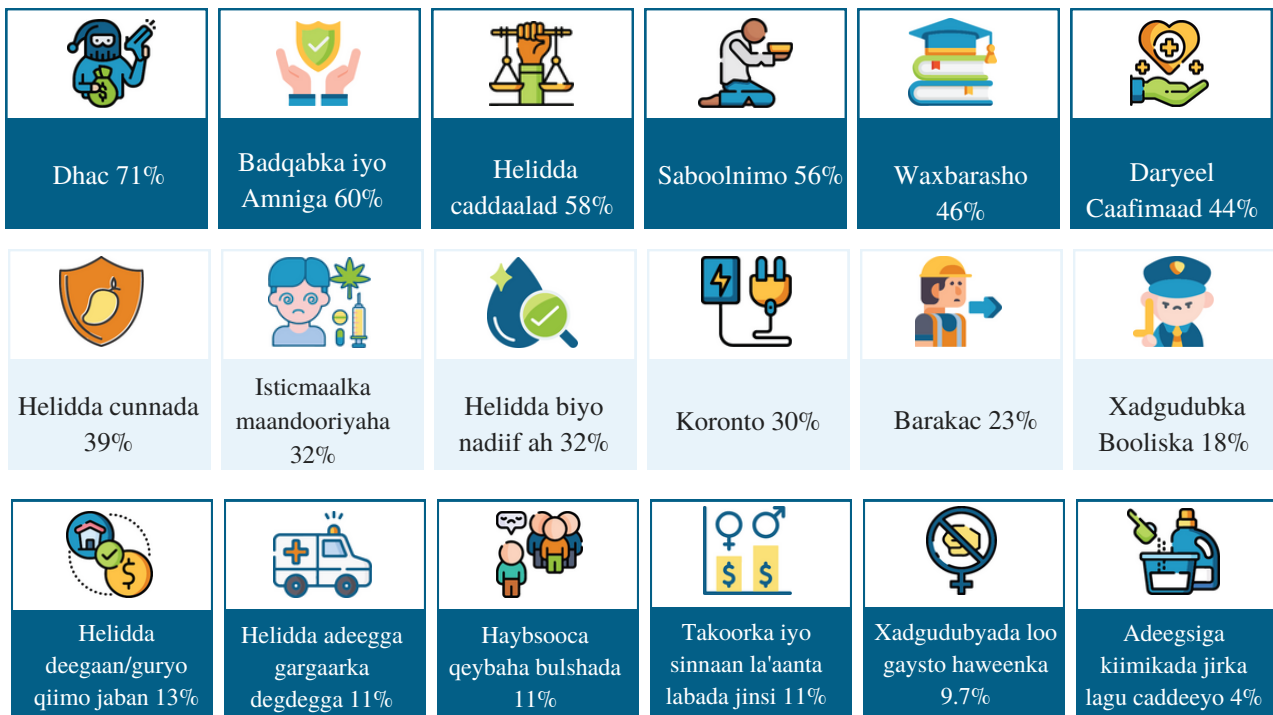 Dhac 71%
Badqabka iyo
Amniga 60%
Helidda
caddaalad 58%
Saboolnimo 56%
Waxbarasho
46%
Daryeel
Caafimaad 44%
Helidda cunnada
39%
Isticmaalka
maandooriyaha
32%
Helidda biyo
nadiif ah 32%
Koronto 30%
Barakac 23%
Xadgudubka
Booliska 18%
Helidda
deegaan/guryo
qiimo jaban 13%
Helidda adeegga
gargaarka
degdegga 11%
Haybsooca
qeybaha bulshada
11%
Takoorka iyo
sinnaan la'aanta
labada jinsi 11%
Xadgudubyada loo
gaysto haweenka
9.7%
Adeegsiga
kiimikada jirka
lagu caddeeyo 4%